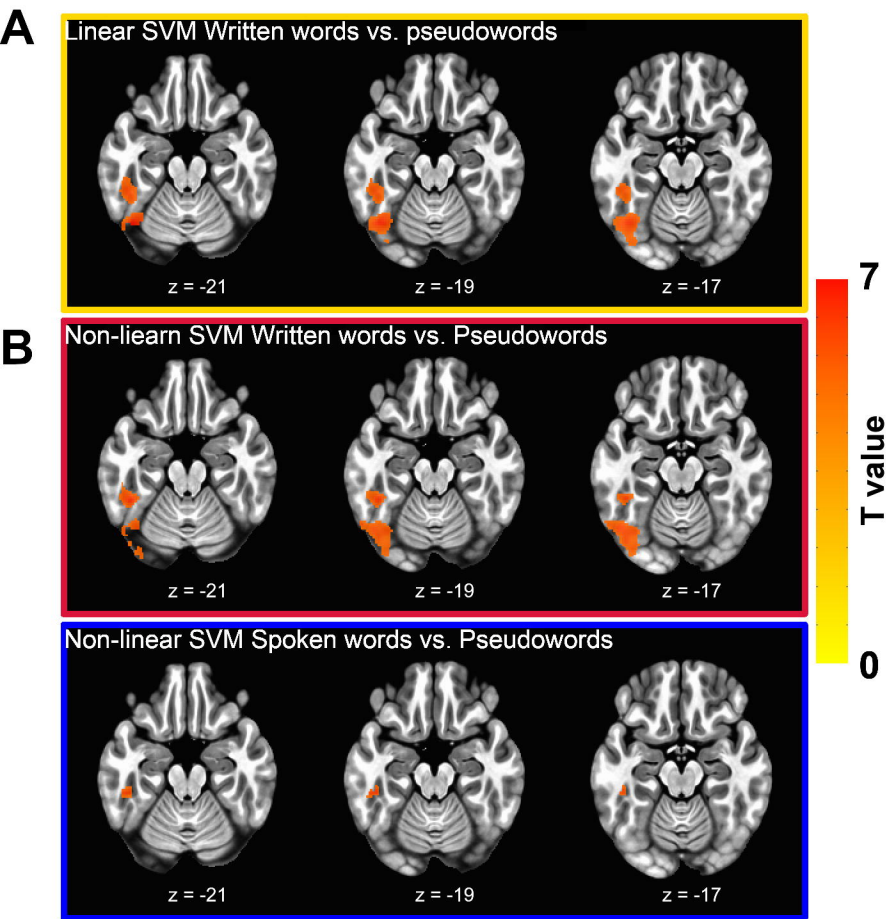 A
Linear SVM Written words vs. pseudowords
z = -21
z = -19
z = -17
B
Non-liearn SVM Written words vs. Pseudowords
z = -21
z = -19
z = -17
Non-linear SVM Spoken words vs. Pseudowords
z = -21
z = -19
z = -17
7
T value
0